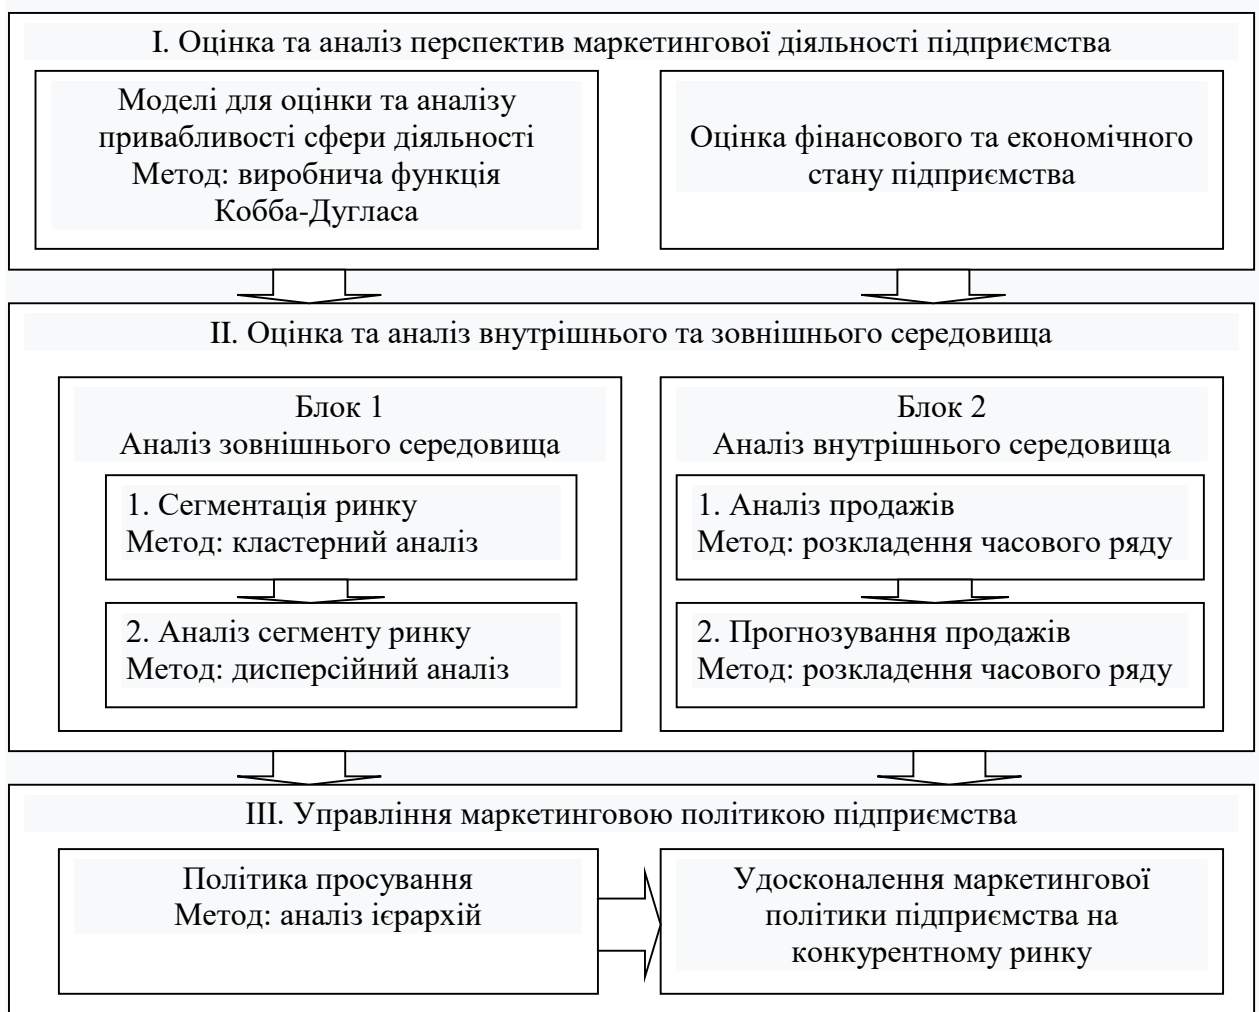 I. Оцінка та аналіз перспектив маркетингової діяльності підприємства
Моделі для оцінки та аналізу
привабливості сфери діяльності
Метод: виробнича функція
Кобба-Дугласа
Оцінка фінансового та економічного
стану підприємства
II. Оцінка та аналіз внутрішнього та зовнішнього середовища
Блок 1
Аналіз зовнішнього середовища
1. Сегментація ринку
Метод: кластерний аналіз
2. Аналіз сегменту ринку
Метод: дисперсійний аналіз
Блок 2
Аналіз внутрішнього середовища
1. Аналіз продажів
Метод: розкладення часового ряду
2. Прогнозування продажів
Метод: розкладення часового ряду
III. Управління маркетинговою політикою підприємства
Політика просування
Метод: аналіз ієрархій
Удосконалення маркетингової
політики підприємства на
конкурентному ринку